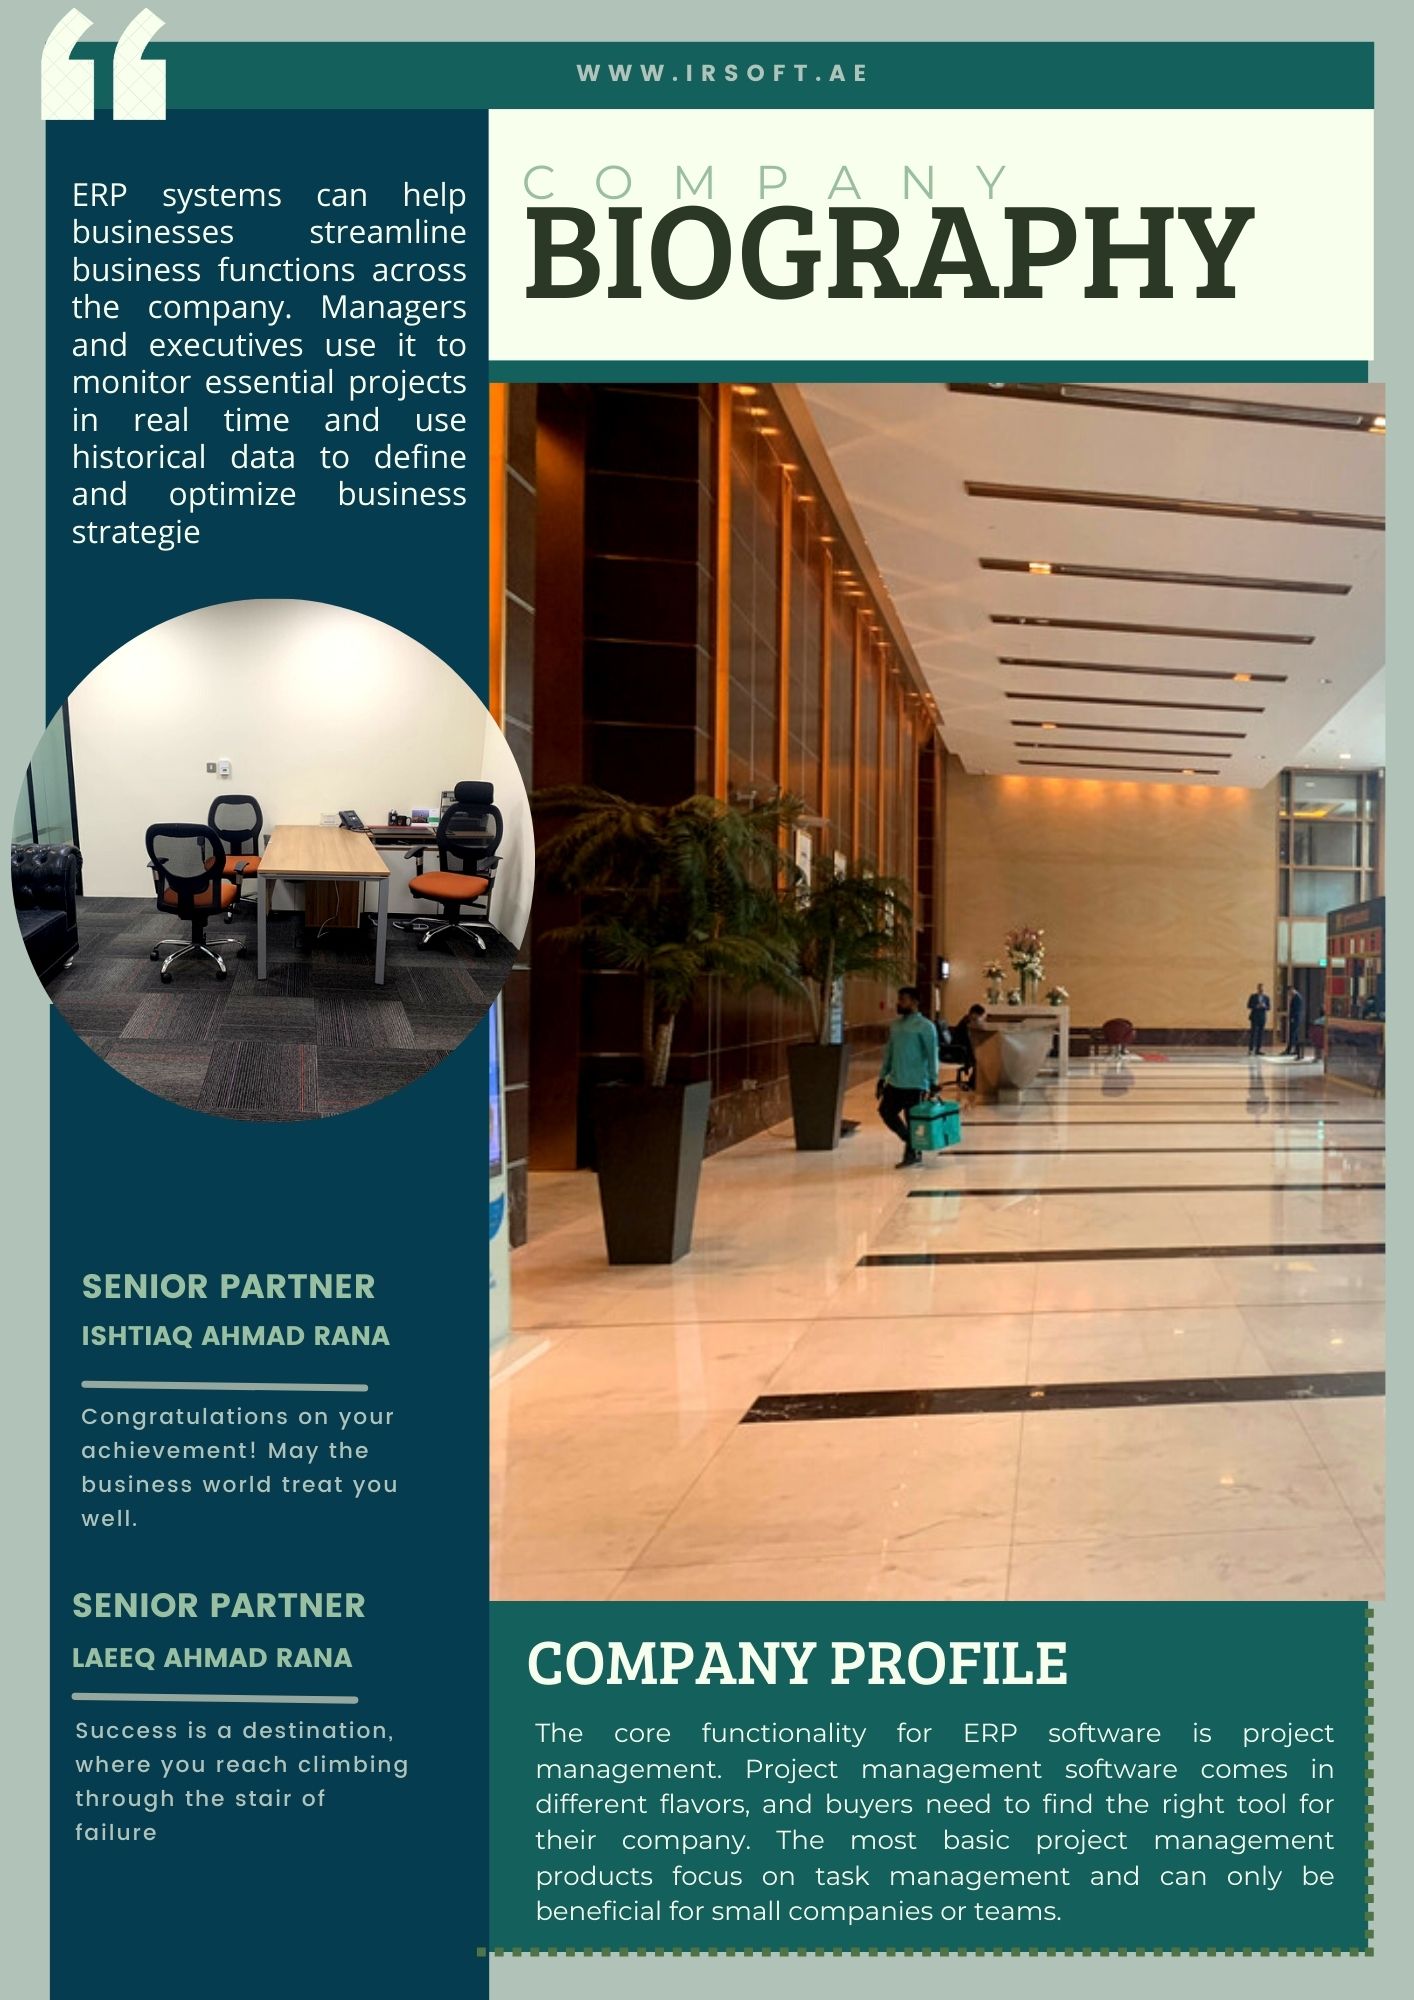 WWW.IRSOFT.AE
ERP systems can help
businesses streamline
business functions across
the company. Managers
and executives use it to
monitor essential projects
in real time and use
historical data to define
and optimize business
strategie
COMPANY
BIOGRAPHY
SENIOR PARTNER
ISHTIAQ AHMAD RANA
Congratulations on your
achievement! May the
business world treat you
well.
SENIOR PARTNER
LAEEQ AHMAD RANA
Success is a destination,
where you reach climbing
through the stair of
failure
COMPANY PROFILE
The core functionality for ERP software is project
management. Project management software comes in
different flavors, and buyers need to find the right tool for
their company. The most basic project management
products focus on task management and can only be
beneficial for small companies or teams.